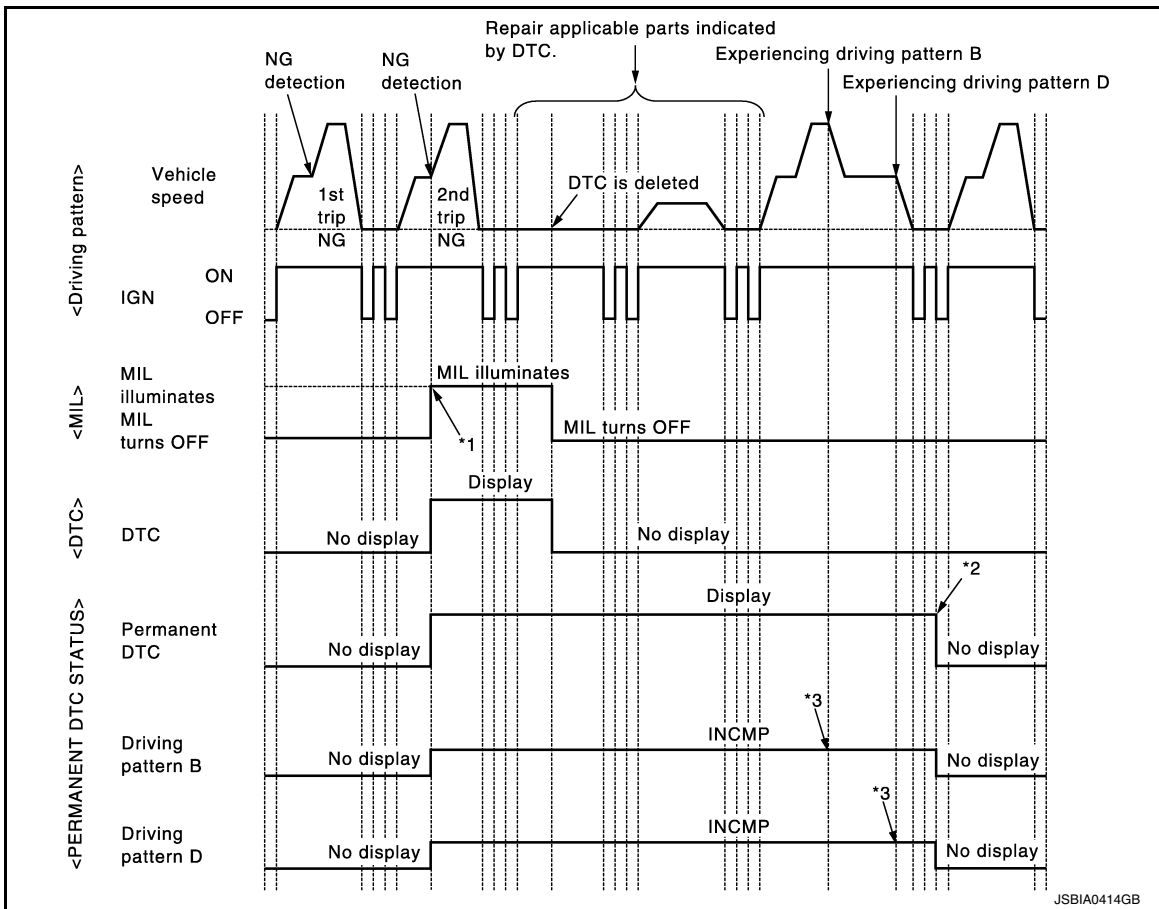 Repair applicable parts indicated
by DTC.
NG
detection
NG
detection
Experiencing driving pattern B
Experiencing driving pattern D
<Driving pattern>
Vehicle
speed
1st
trip
NG
2nd
trip
NG
DTC is deleted
IGN
ON
OFF
<MIL>
MIL
illuminates
MIL
turns OFF
MIL illuminates
*1
MIL turns OFF
<DTC>
DTC
No display
Display
No display
<PERMANENT DTC STATUS>
Permanent
DTC
No display
Display
*2
No display
Driving
pattern B
No display
INCMP
*3
No display
Driving
pattern D
No display
INCMP
*3
No display
JSBIA0414GB